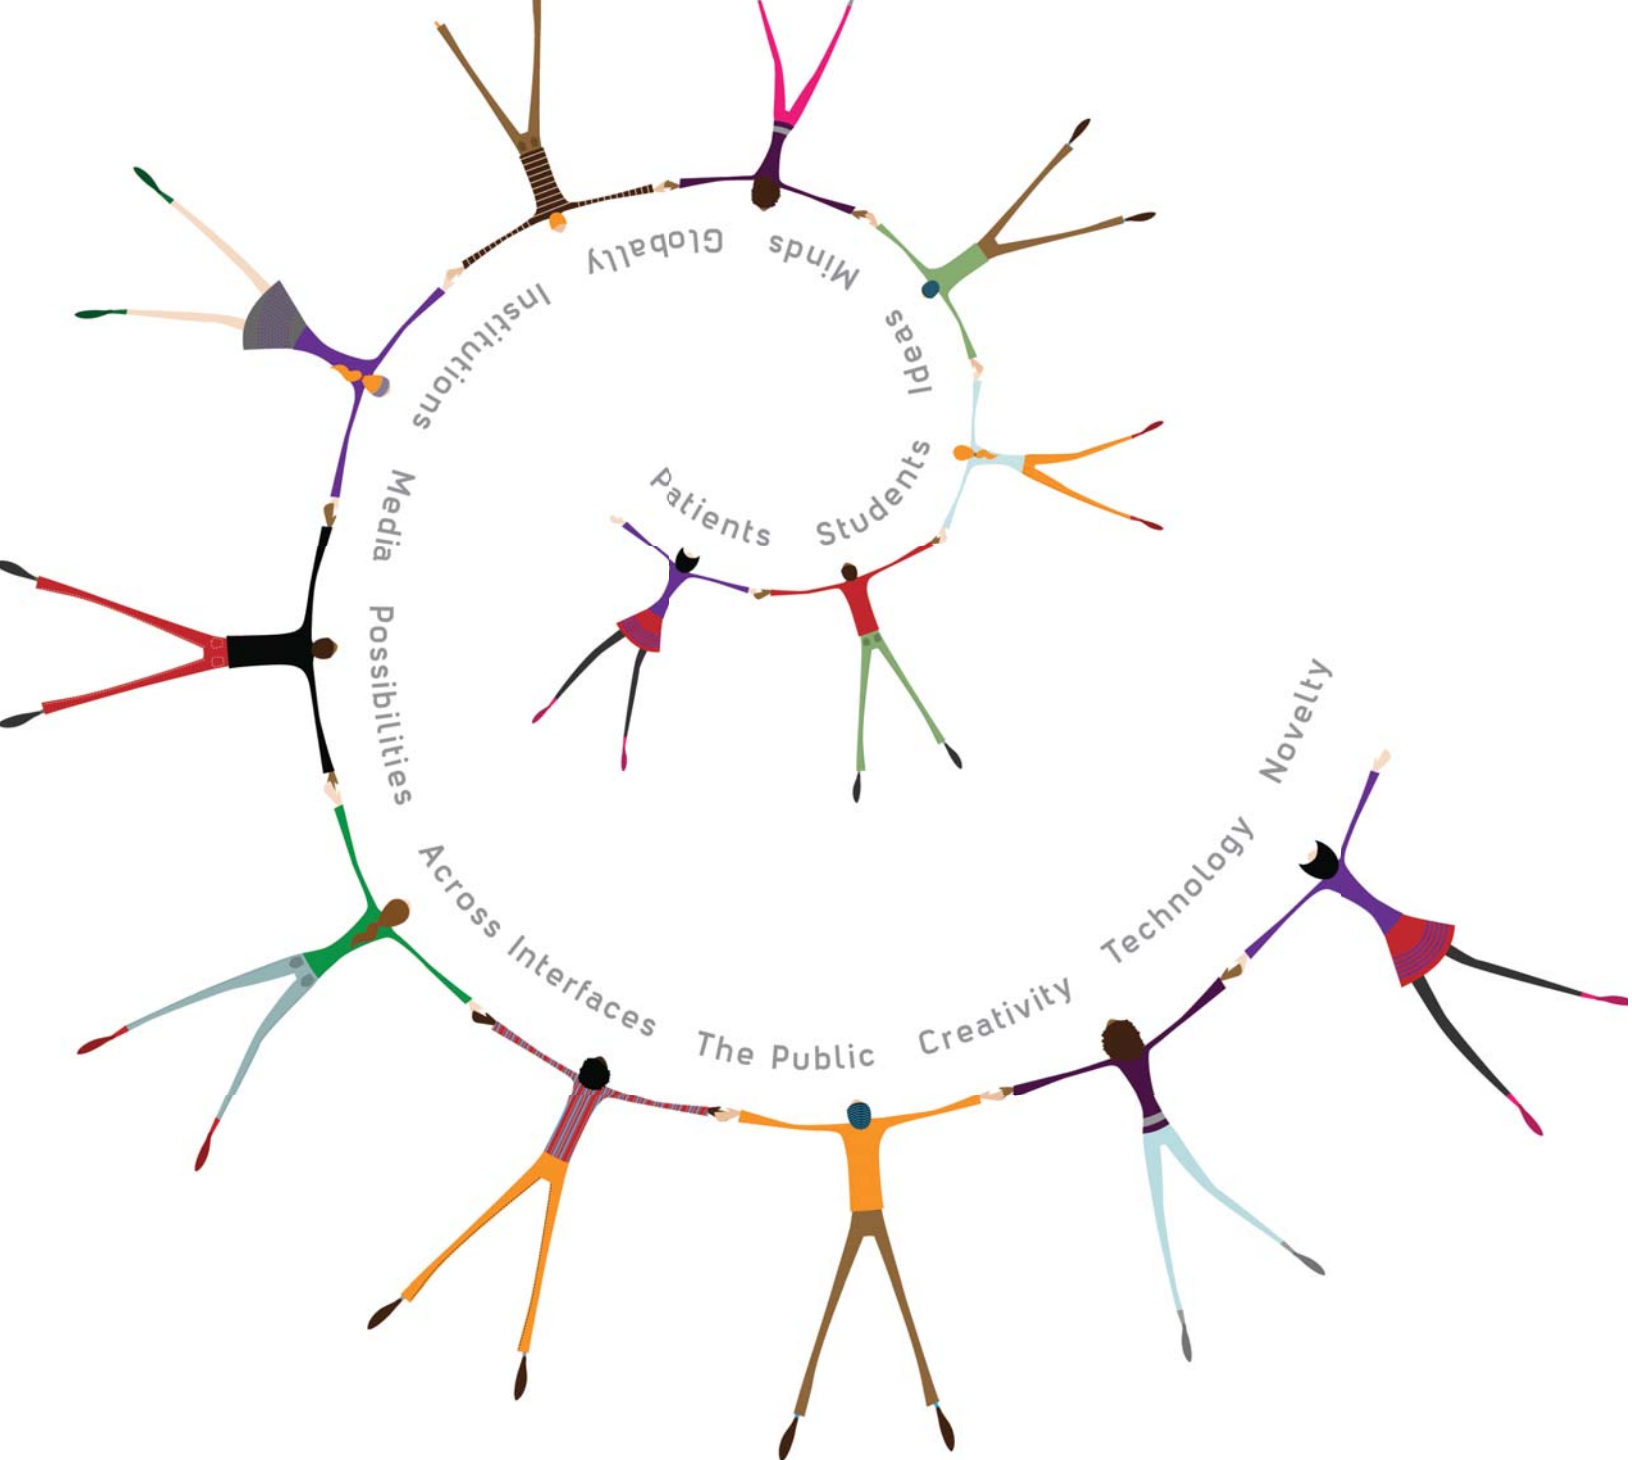 Patients
Students
Ideas
Minds
Globally
Institutions
Media
Possibilities
Across Interfaces
The Public
Creativity
Technology
Novelty